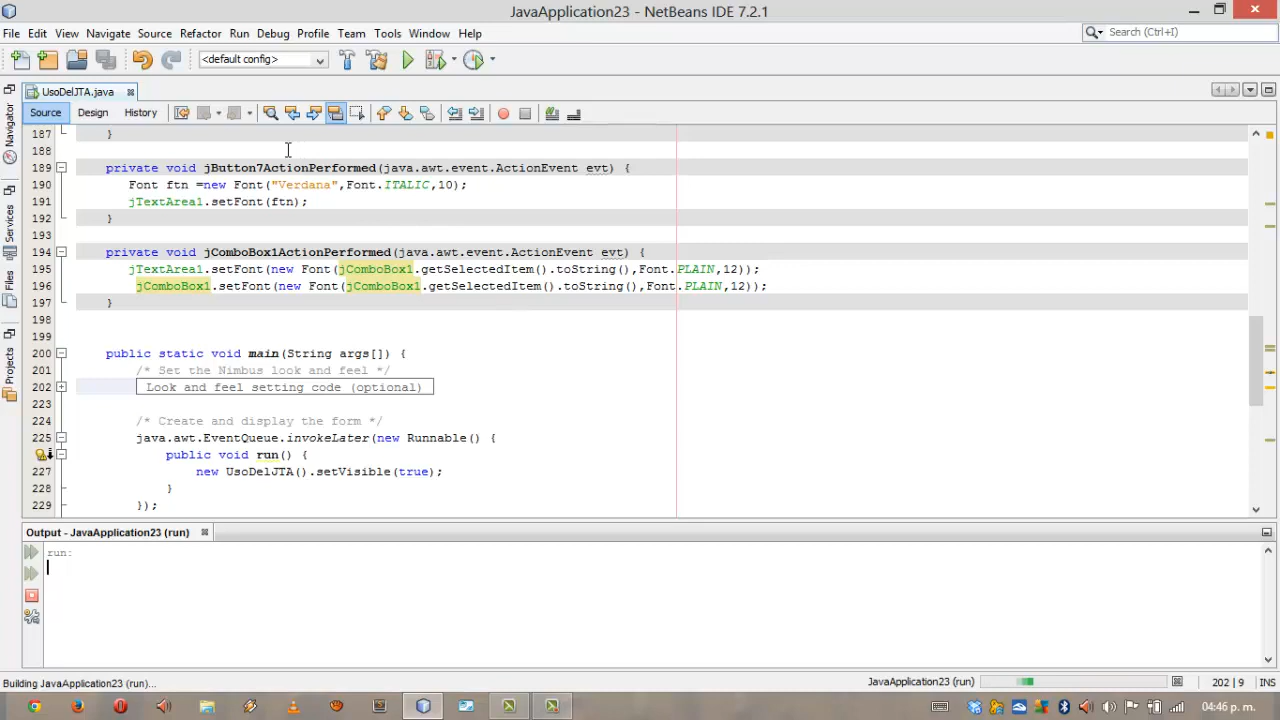 JavaApplication23 - NetBeans IDE 7.2.1
File Edit View Navigate Source Refactor Run Debug Profile Team Tools Window Help
Search (Ctrl+I)
<default config>
UsoDelJTA.java
Source Design History
Navigator
Services
Files
Projects
187 }
188
189 private void jButton7ActionPerformed(java.awt.event.ActionEvent evt) {
190 Font ftn =new Font("Verdana",Font.ITALIC,10);
191 jTextArea1.setFont(ftn);
192 }
193
194 private void jComboBox1ActionPerformed(java.awt.event.ActionEvent evt) {
195 jTextArea1.setFont(new Font(jComboBox1.getSelectedItem().toString(),Font.PLAIN,12));
196 jComboBox1.setFont(new Font(jComboBox1.getSelectedItem().toString(),Font.PLAIN,12));
197 }
198
199
200 public static void main(String args[]) {
201 /* Set the Nimbus look and feel */
202 Look and feel setting code (optional)
223
224 /* Create and display the form */
225 java.awt.EventQueue.invokeLater(new Runnable() {
public void run() {
227 new UsoDelJTA().setVisible(true);
228 }
229 });
Output - JavaApplication23 (run)
run:
Building JavaApplication23 (run)...
JavaApplication23 (run)
202 | 9 INS
04:46 p. m.